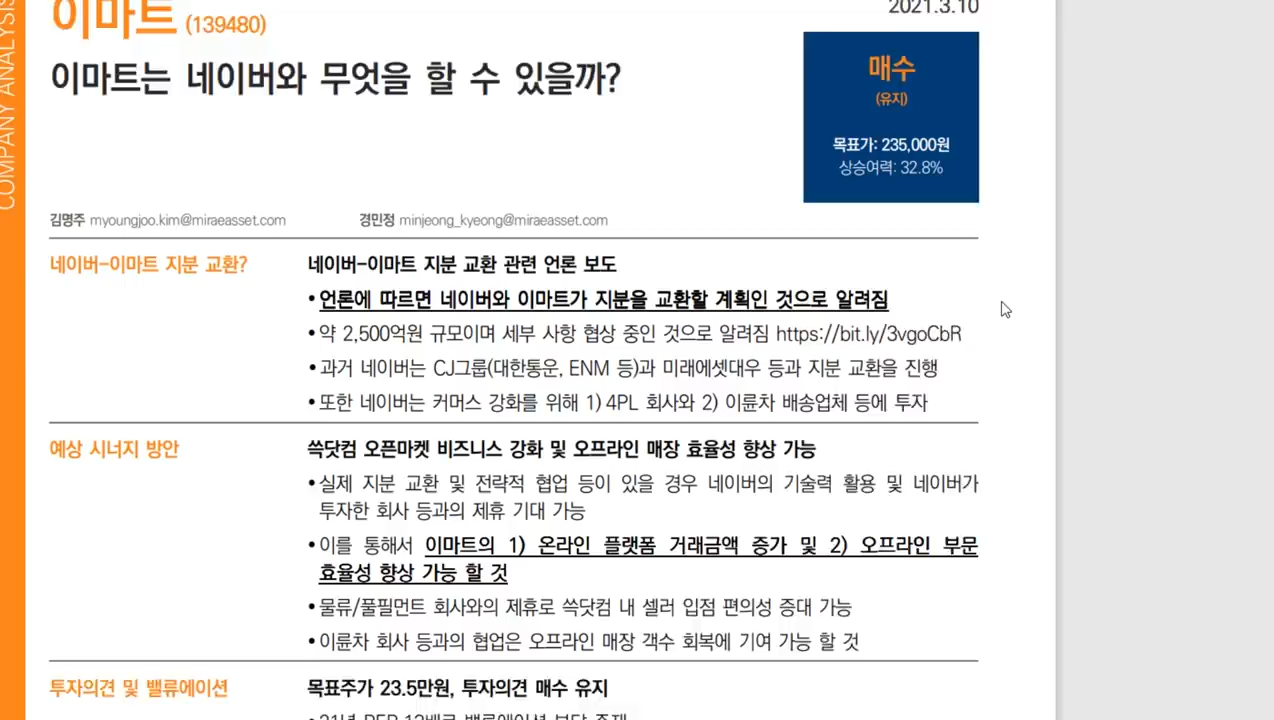 이마트 (139480)
2021.3.10
COMPANY ANALYSIS
이마트는 네이버와 무엇을 할 수 있을까?
매수
(유지)
목표가: 235,000원
상승여력: 32.8%
김명주 myoungjoo.kim@miraeasset.com 경민정 minjeong_kyeong@miraeasset.com
네이버-이마트 지분 교환?
네이버-이마트 지분 교환 관련 언론 보도
• 언론에 따르면 네이버와 이마트가 지분을 교환할 계획인 것으로 알려짐
• 약 2,500억원 규모이며 세부 사항 협상 중인 것으로 알려짐 https://bit.ly/3vgoCbR
• 과거 네이버는 CJ그룹(대한통운, ENM 등)과 미래에셋대우 등과 지분 교환을 진행
• 또한 네이버는 커머스 강화를 위해 1) 4PL 회사와 2) 이륜차 배송업체 등에 투자
예상 시너지 방안
쓱닷컴 오픈마켓 비즈니스 강화 및 오프라인 매장 효율성 향상 가능
• 실제 지분 교환 및 전략적 협업 등이 있을 경우 네이버의 기술력 활용 및 네이버가
투자한 회사 등과의 제휴 기대 가능
• 이를 통해서 이마트의 1) 온라인 플랫폼 거래금액 증가 및 2) 오프라인 부문
효율성 향상 가능 할 것
• 물류/풀필먼트 회사와의 제휴로 쓱닷컴 내 셀러 입점 편의성 증대 가능
• 이륜차 회사 등과의 협업은 오프라인 매장 객수 회복에 기여 가능 할 것
투자의견 및 밸류에이션
목표주가 23.5만원, 투자의견 매수 유지